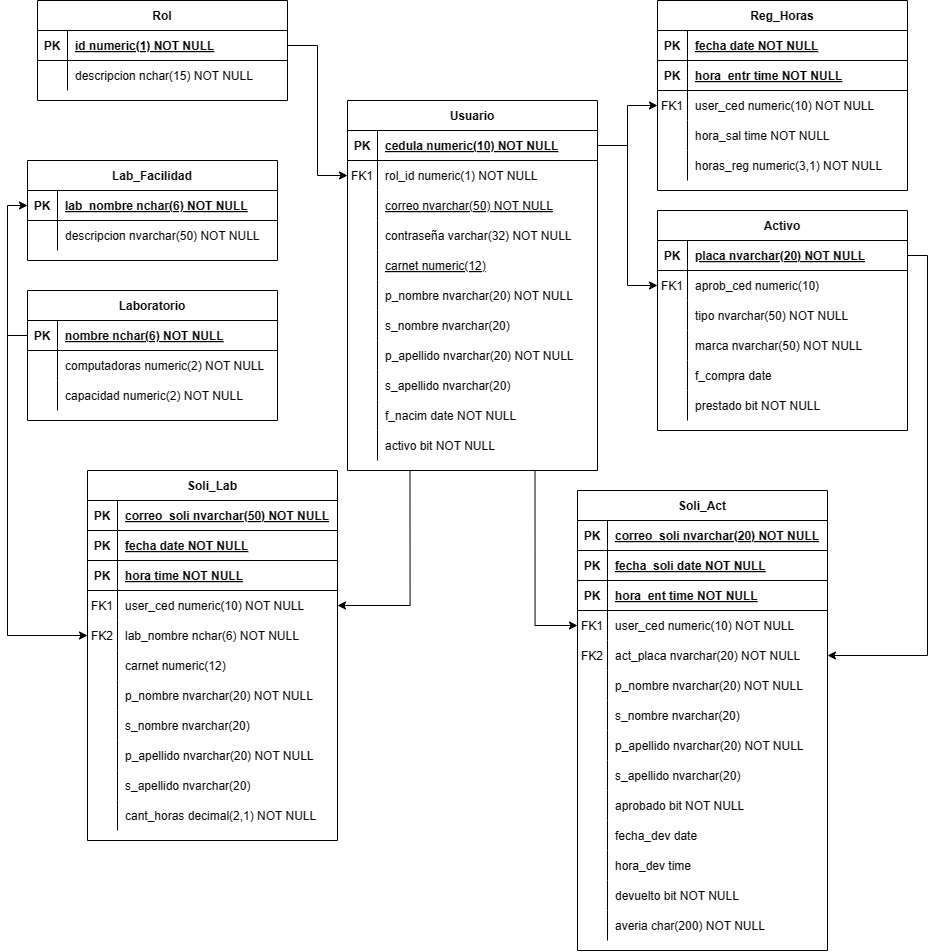 Rol
PK id numeric(1) NOT NULL
descripcion nchar(15) NOT NULL
Lab_Facilidad
PK lab_nombre nchar(6) NOT NULL
descripcion nvarchar(50) NOT NULL
Laboratorio
PK nombre nchar(6) NOT NULL
computadoras numeric(2) NOT NULL
capacidad numeric(2) NOT NULL
Usuario
PK cedula numeric(10) NOT NULL
FK1 rol_id numeric(1) NOT NULL
correo nvarchar(50) NOT NULL
contraseña varchar(32) NOT NULL
carnet numeric(12)
p_nombre nvarchar(20) NOT NULL
s_nombre nvarchar(20)
p_apellido nvarchar(20) NOT NULL
s_apellido nvarchar(20)
f_nacim date NOT NULL
activo bit NOT NULL
Reg_Horas
PK fecha date NOT NULL
PK hora_entr time NOT NULL
FK1 user_ced numeric(10) NOT NULL
hora_sal time NOT NULL
horas_reg numeric(3,1) NOT NULL
Activo
PK placa nvarchar(20) NOT NULL
FK1 aprob_ced numeric(10)
tipo nvarchar(50) NOT NULL
marca nvarchar(50) NOT NULL
f_compra date
prestado bit NOT NULL
Soli_Lab
PK correo_soli nvarchar(50) NOT NULL
PK fecha date NOT NULL
PK hora time NOT NULL
FK1 user_ced numeric(10) NOT NULL
FK2 lab_nombre nchar(6) NOT NULL
carnet numeric(12)
p_nombre nvarchar(20) NOT NULL
s_nombre nvarchar(20)
p_apellido nvarchar(20) NOT NULL
s_apellido nvarchar(20)
cant_horas decimal(2,1) NOT NULL
Soli_Act
PK correo_soli nvarchar(20) NOT NULL
PK fecha_soli date NOT NULL
PK hora_ent time NOT NULL
FK1 user_ced numeric(10) NOT NULL
FK2 act_placa nvarchar(20) NOT NULL
p_nombre nvarchar(20) NOT NULL
s_nombre nvarchar(20)
p_apellido nvarchar(20) NOT NULL
s_apellido nvarchar(20)
aprobado bit NOT NULL
fecha_dev date
hora_dev time
devuelto bit NOT NULL
averia char(200) NOT NULL